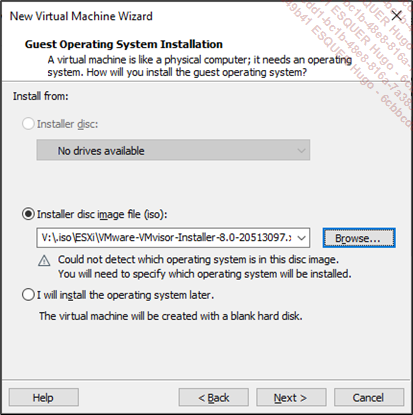 New Virtual Machine Wizard
Guest Operating System Installation
A virtual machine is like a physical computer; it needs an operating
system. How will you install the guest operating system?
Install from:
Installer disc:
No drives available
Installer disc image file (iso):
V:\.iso\ESXi\VMware-VMvisor-Installer-8.0-20513097.x
Browse...
Could not detect which operating system is in this disc image.
You will need to specify which operating system will be installed.
I will install the operating system later.
The virtual machine will be created with a blank hard disk.
Help
< Back
Next >
Cancel